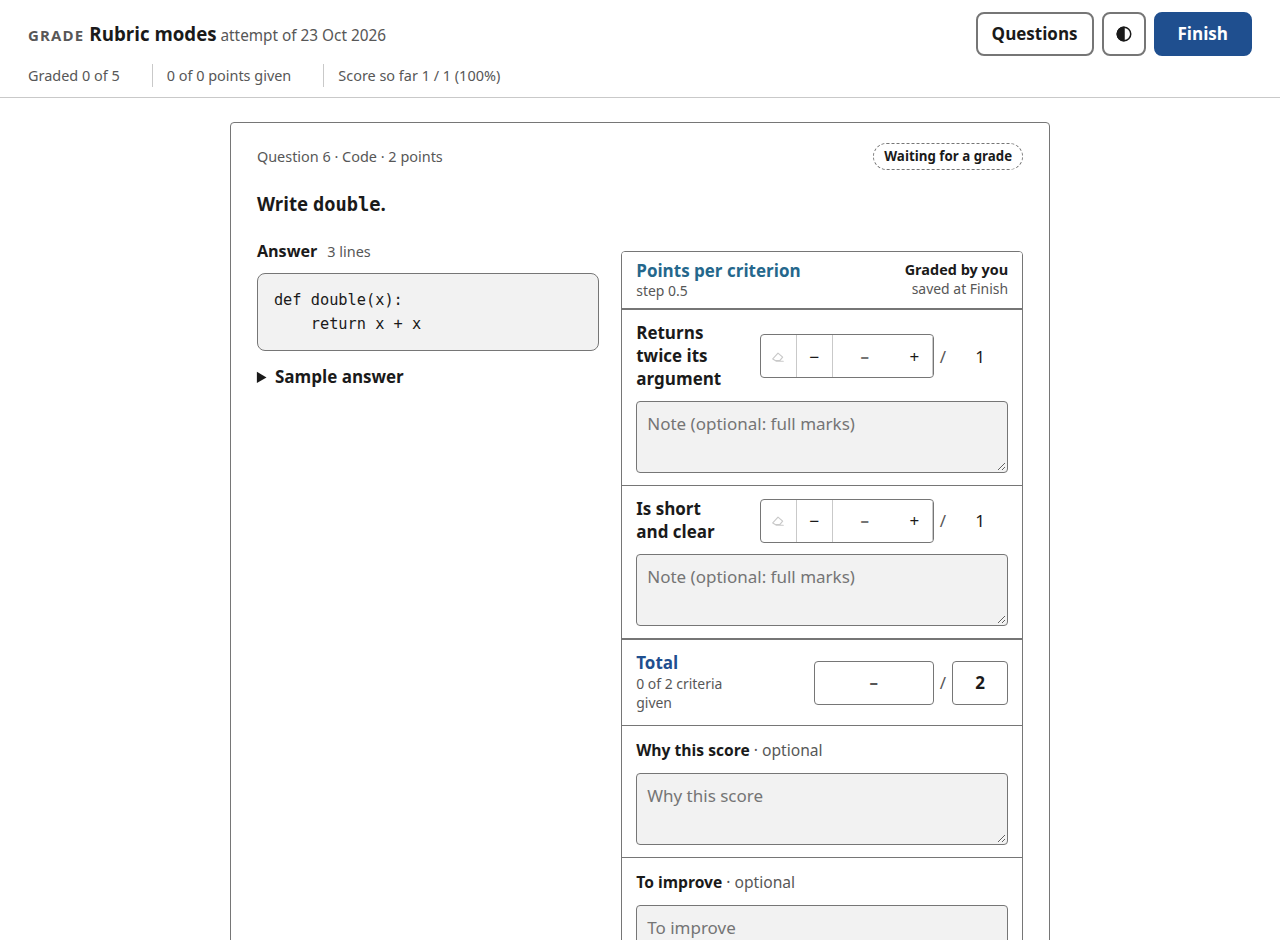 GRADE Rubric modes attempt of 23 Oct 2026
Questions
Finish
Graded 0 of 5
0 of 0 points given
Score so far 1 / 1 (100%)
Question 6 · Code · 2 points
Waiting for a grade
Write double.
Answer 3 lines
def double(x):
    return x + x
Sample answer
Points per criterion
step 0.5
Graded by you
saved at Finish
Returns
twice its
argument
− – + / 1
Note (optional: full marks)
Is short
and clear
− – + / 1
Note (optional: full marks)
Total
0 of 2 criteria
given
– / 2
Why this score · optional
Why this score
To improve · optional
To improve